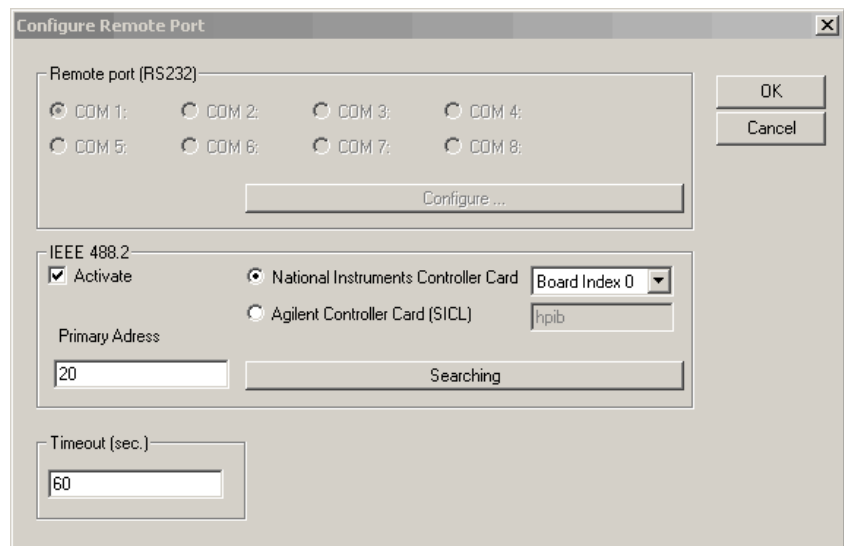 Configure Remote Port
Remote port (RS232)
COM 1: COM 2: COM 3: COM 4:
COM 5: COM 6: COM 7: COM 8:
Configure ...
OK
Cancel
IEEE 488.2
Activate
National Instruments Controller Card Board Index 0
Agilent Controller Card (SICL) hpib
Primary Adress
20
Searching
Timeout (sec.)
60